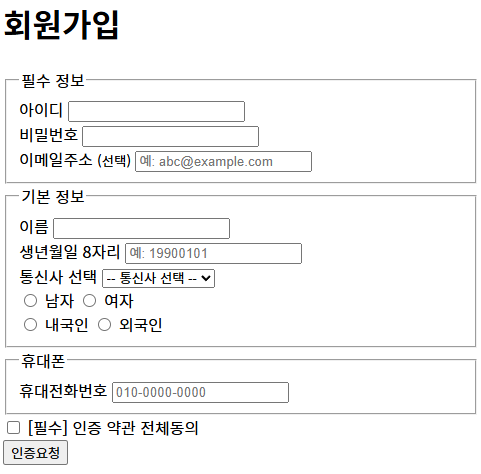 회원가입
필수 정보
아이디
비밀번호
이메일주소 (선택) 예: abc@example.com
기본 정보
이름
생년월일 8자리 예: 19900101
통신사 선택 -- 통신사 선택 --
남자 여자
내국인 외국인
휴대폰
휴대전화번호 010-0000-0000
[필수] 인증 약관 전체동의
인증요청